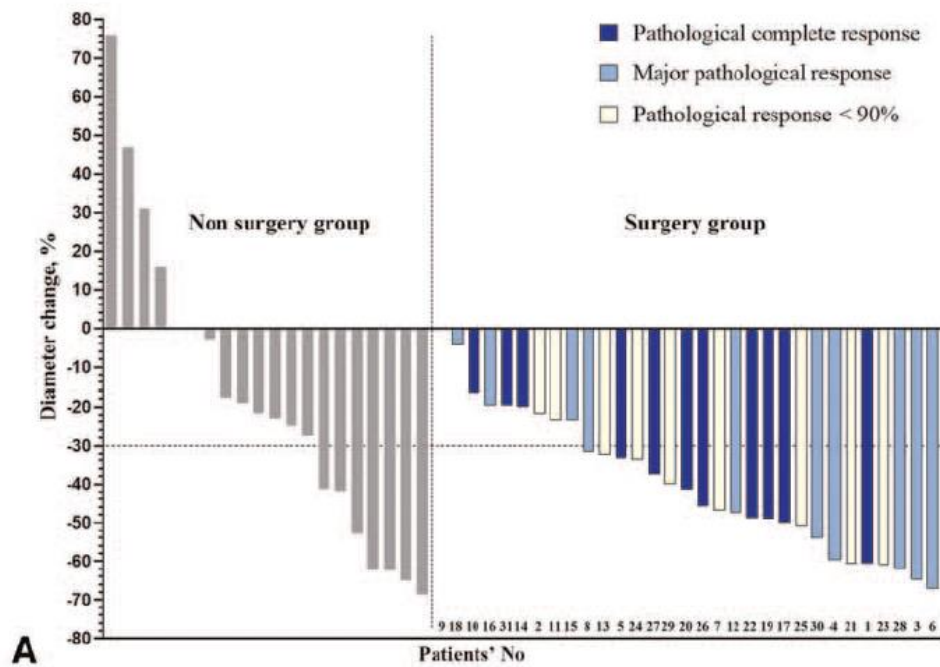 80
70
60
50
40
30
20
10
0
-10
-20
-30
-40
-50
-60
-70
-80
Diameter change, %
Pathological complete response
Major pathological response
Pathological response < 90%
Non surgery group
Surgery group
9 18 10 16 31 14 2 11 15 8 13 5 24 27 29 20 26 7 12 22 19 17 25 30 4 21 1 23 28 3 6
A
Patients' No